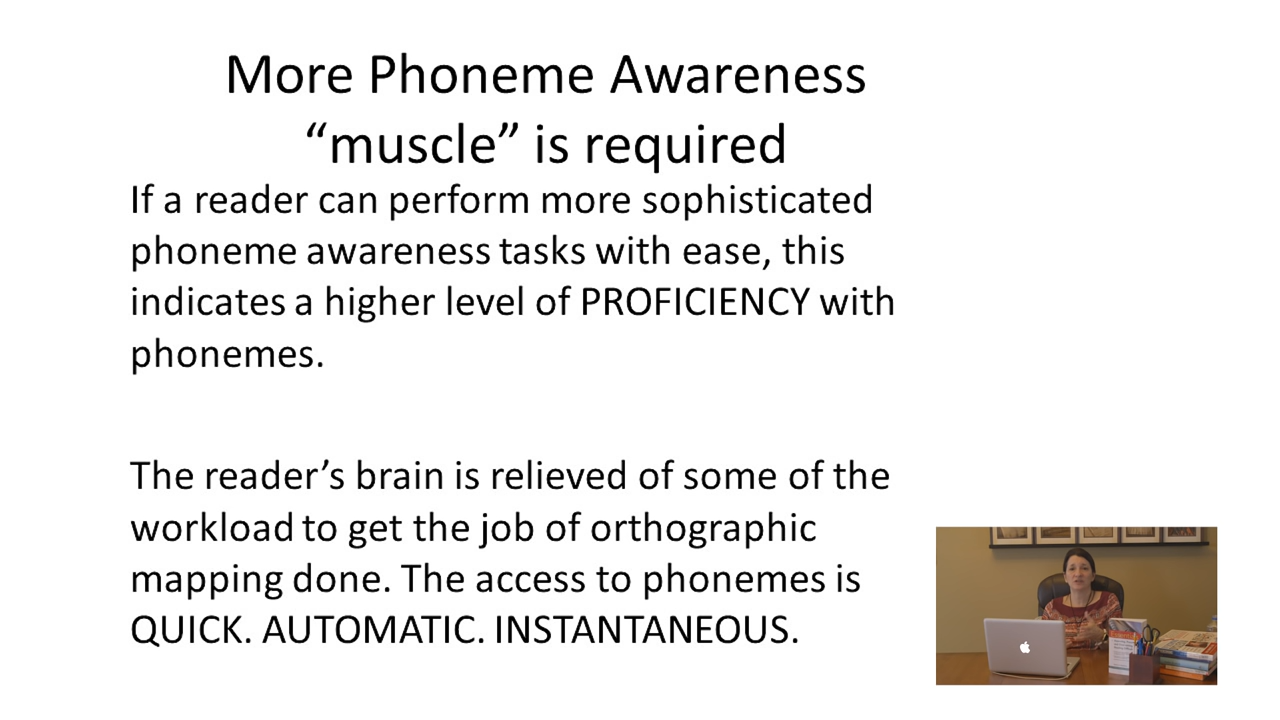 More Phoneme Awareness
“muscle” is required
If a reader can perform more sophisticated
phoneme awareness tasks with ease, this
indicates a higher level of PROFICIENCY with
phonemes.
The reader’s brain is relieved of some of the
workload to get the job of orthographic
mapping done. The access to phonemes is
QUICK. AUTOMATIC. INSTANTANEOUS.